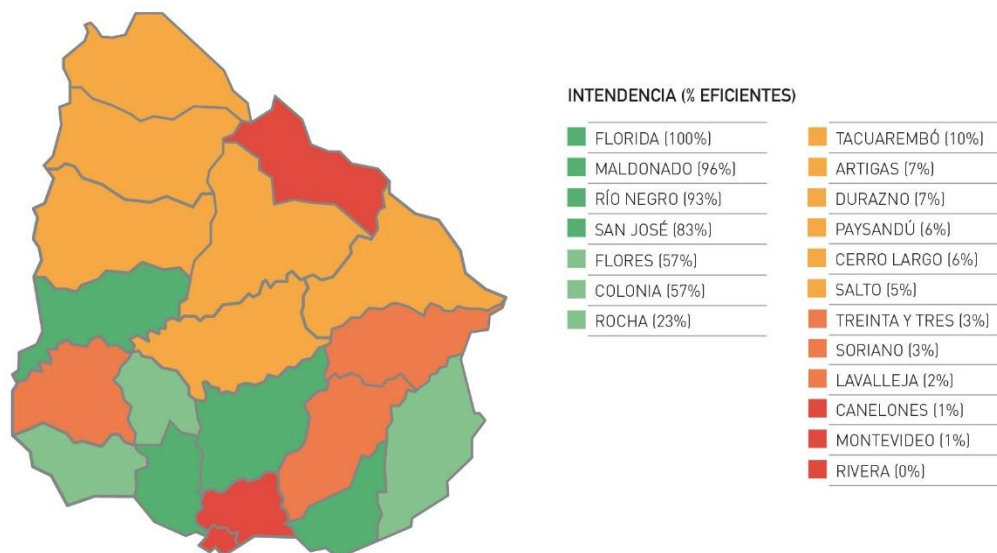 INTENDENCIA (% EFICIENTES)
FLORIDA (100%)
MALDONADO (96%)
RÍO NEGRO (93%)
SAN JOSÉ (83%)
FLORES (57%)
COLONIA (57%)
ROCHA (23%)
TACUAREMBÓ (10%)
ARTIGAS (7%)
DURAZNO (7%)
PAYSANDÚ (6%)
CERRO LARGO (6%)
SALTO (5%)
TREINTA Y TRES (3%)
SORIANO (3%)
LAVALLEJA (2%)
CANELONES (1%)
MONTEVIDEO (1%)
RIVERA (0%)